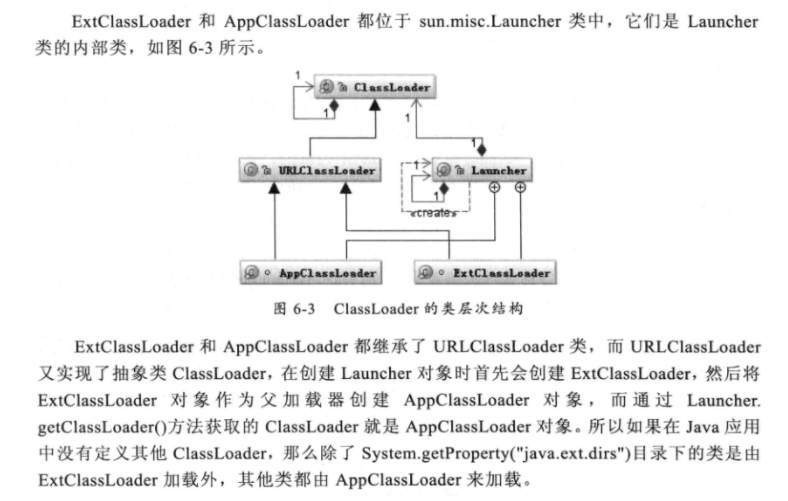 ExtClassLoader 和 AppClassLoader 都位于 sun.misc.Launcher 类中，它们是 Launcher
类的内部类，如图 6-3 所示。
1
ClassLoader
1
1
1
URLClassLoader
1
Launcher
1
«create»
AppClassLoader
ExtClassLoader
图 6-3 ClassLoader 的类层次结构
ExtClassLoader 和 AppClassLoader 都继承了 URLClassLoader 类，而 URLClassLoader
又实现了抽象类 ClassLoader，在创建 Launcher 对象时首先会创建 ExtClassLoader，然后将
ExtClassLoader 对象作为父加载器创建 AppClassLoader 对象，而通过 Launcher.
getClassLoader()方法获取的 ClassLoader 就是 AppClassLoader 对象。所以如果在 Java 应用
中没有定义其他 ClassLoader，那么除了 System.getProperty("java.ext.dirs")目录下的类是由
ExtClassLoader 加载外，其他类都由 AppClassLoader 来加载。